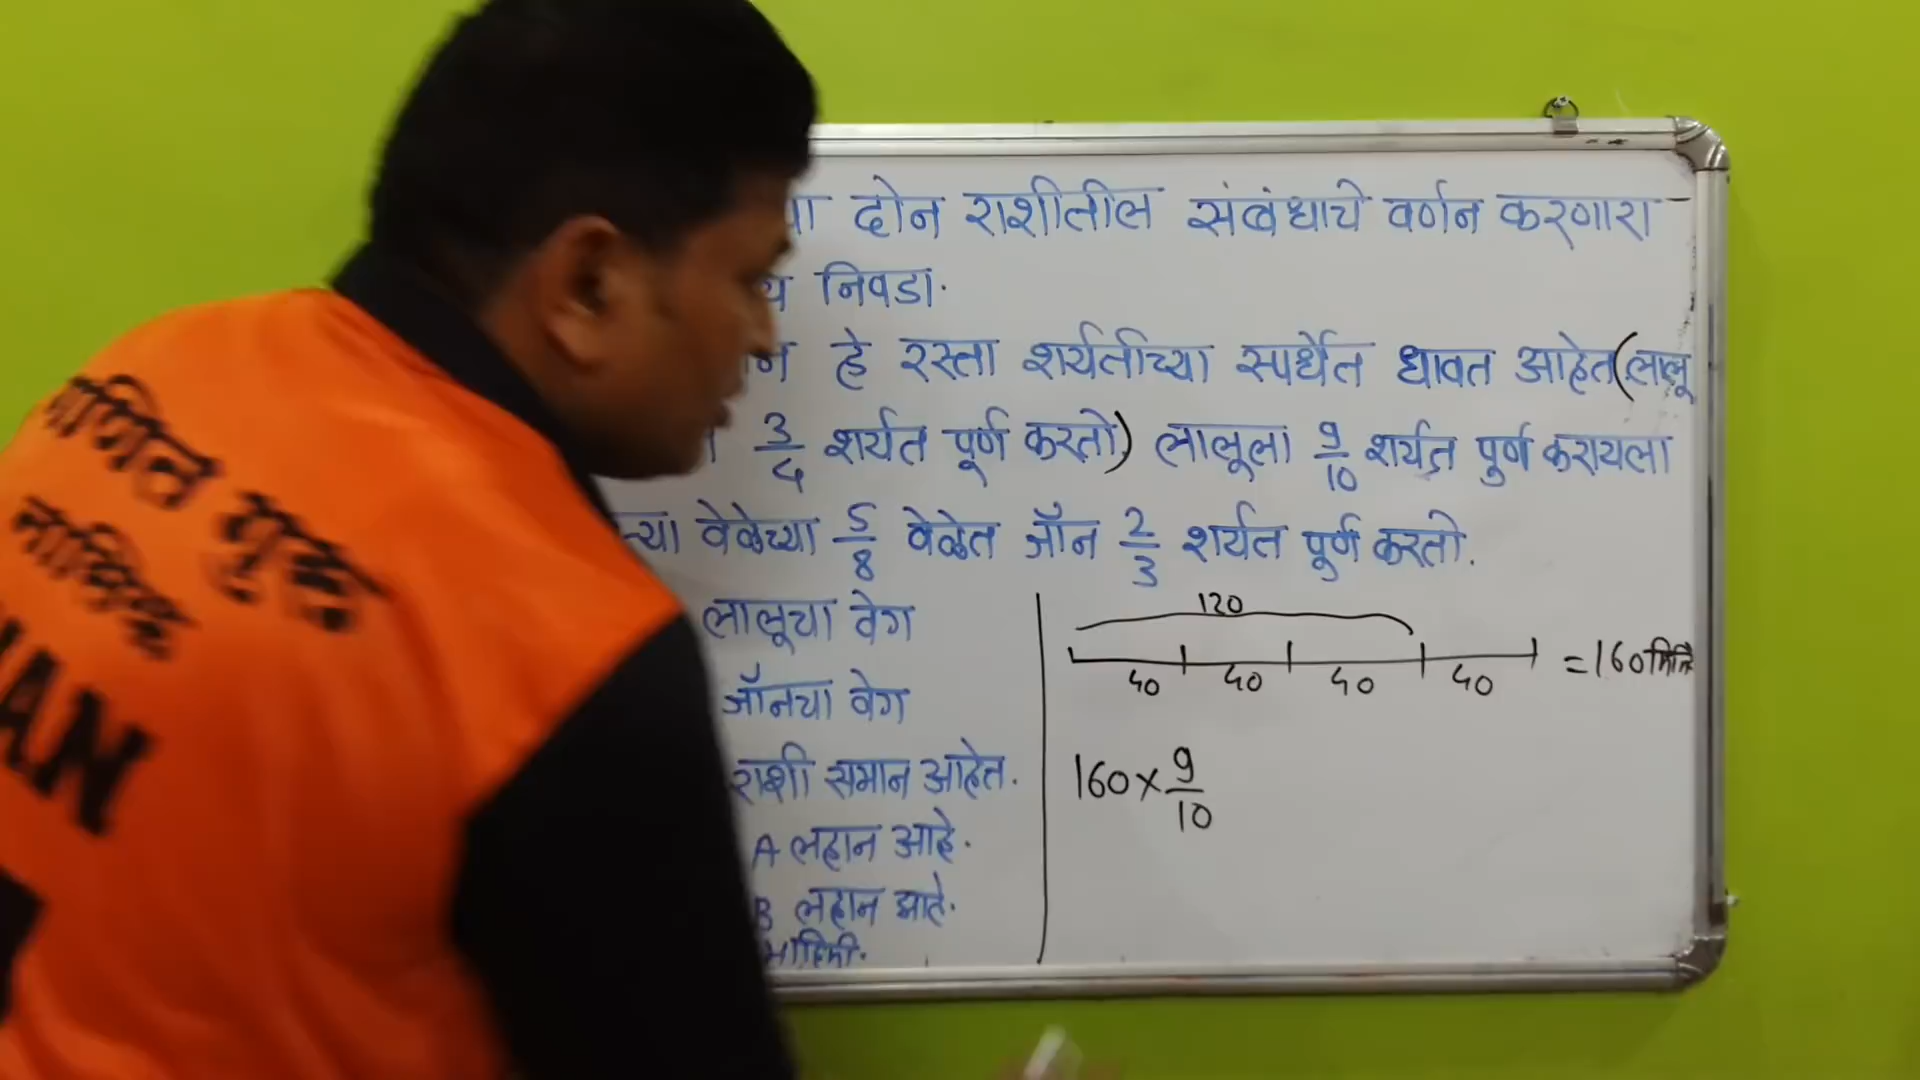 दोन राशीतील संबंधाचे वर्णन करणारा
निवडा.
हे रस्ता शर्यतीच्या स्पर्धेत धावत आहेत(लालू
3/4 शर्यत पूर्ण करतो) लालूला 9/10 शर्यत पुर्ण करायला
वेळेच्या 5/8 वेळेत जॉन 2/3 शर्यत पूर्ण करतो.
लालूचा वेग
जॉनचा वेग
राशी समान आहेत.
A लहान आहे.
B लहान आहे.
120
40 40 40 40 =160मिनि
160×9/10
गणित गृह
नाशिक
AN